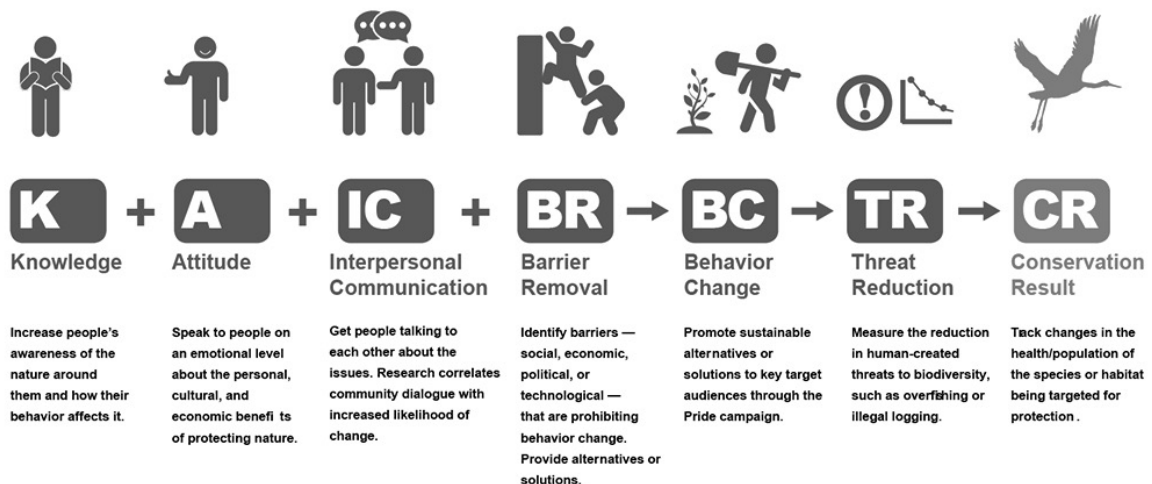 K + A + IC + BR → BC → TR → CR
Knowledge
Attitude
Interpersonal
Communication
Barrier
Removal
Behavior
Change
Threat
Reduction
Conservation
Result
Increase people's
awareness of the
nature around
them and how their
behavior affects it.
Speak to people on
an emotional level
about the personal,
cultural, and
economic benefi ts
of protecting nature.
Get people talking to
each other about the
issues. Research correlates
community dialogue with
increased likelihood of
change.
Identify barriers —
social, economic,
political, or
technological —
that are prohibiting
behavior change.
Provide alternatives or
solutions.
Promote sustainable
alternatives or
solutions to key target
audiences through the
Pride campaign.
Measure the reduction
in human-created
threats to biodiversity,
such as overfishing or
illegal logging.
Track changes in the
health/population of
the species or habitat
being targeted for
protection .